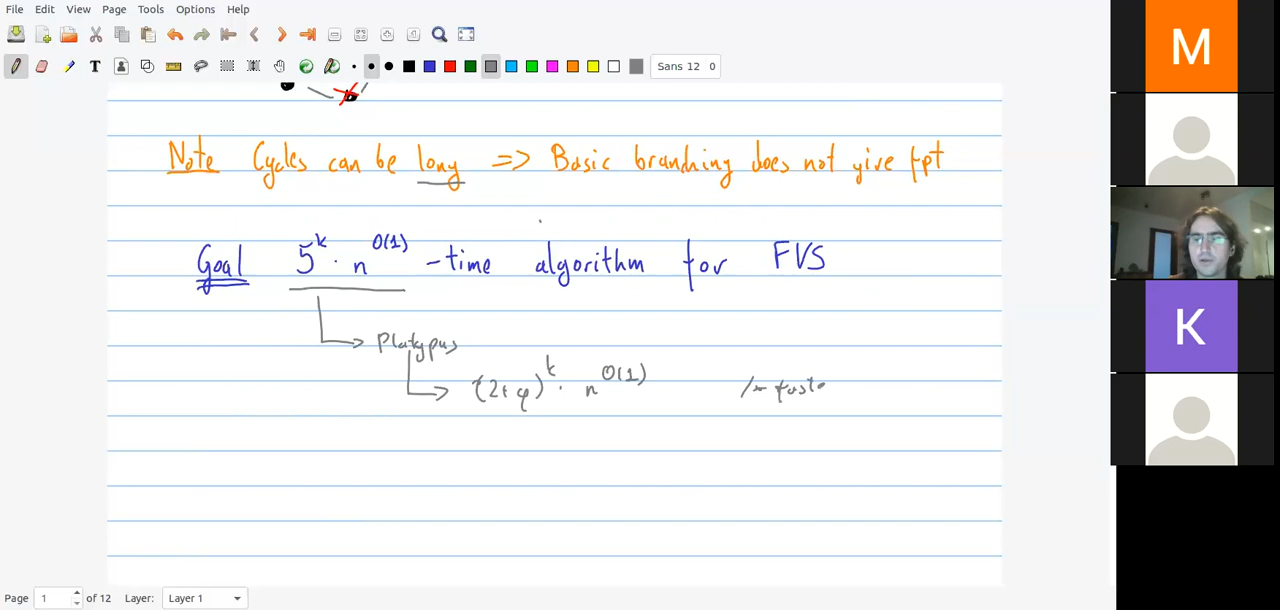 File Edit View Page Tools Options Help
T Sans 12 0
Note Cycles can be long => Basic branching does not give fpt
Goal 5^k · n^O(1) -time algorithm for FVS
Platypus
(2+φ)^k · n^O(1) /* faste
Page 1 of 12 Layer: Layer 1
M
K